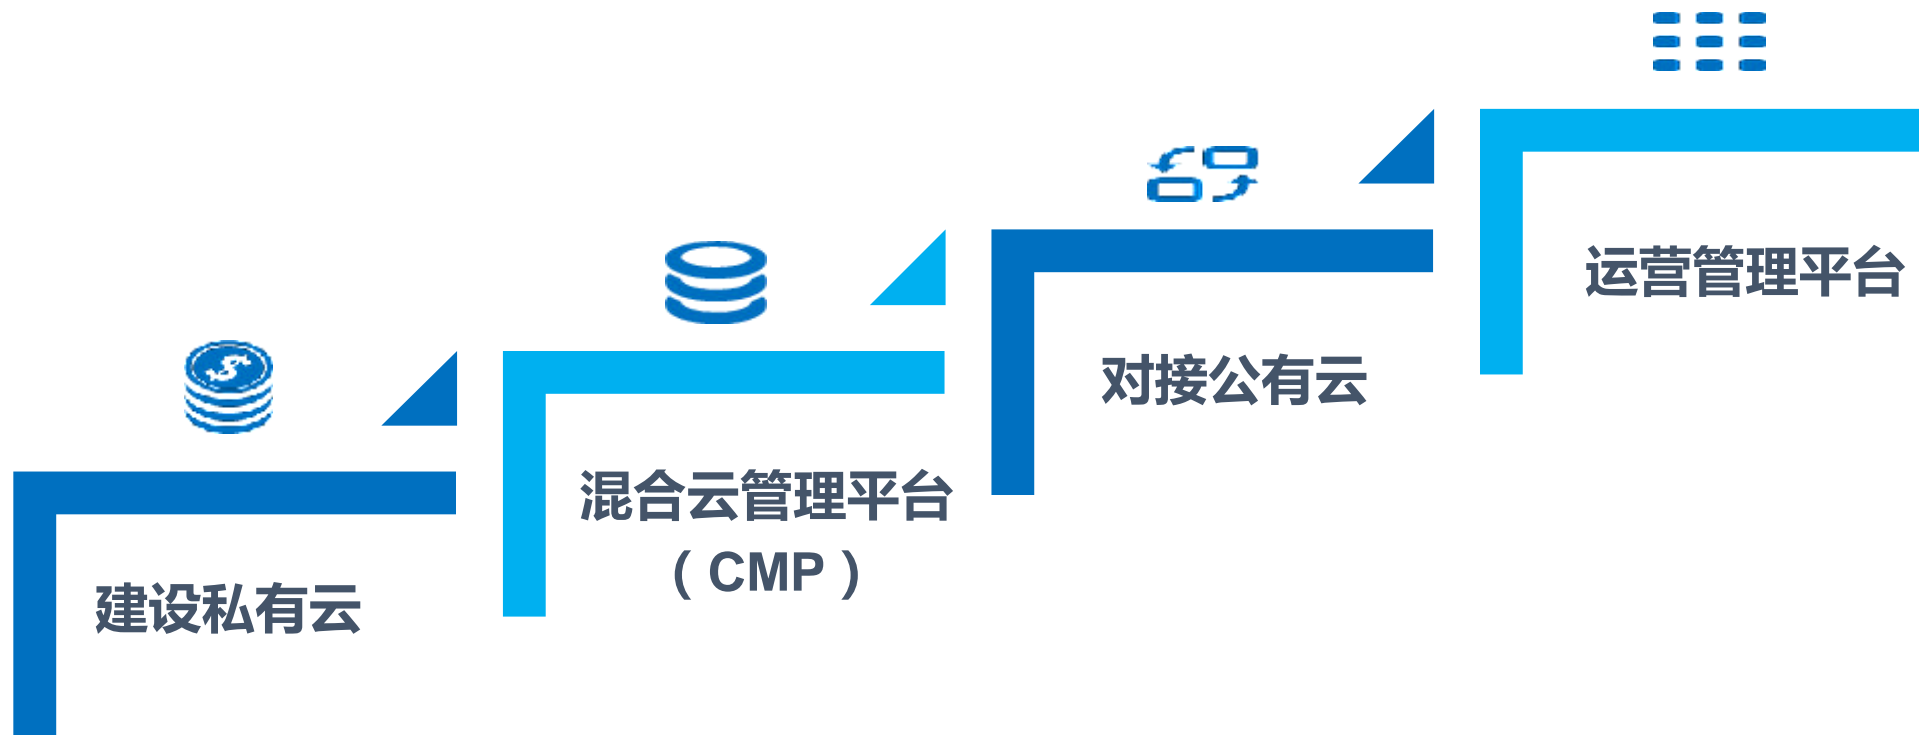 建设私有云
混合云管理平台
（CMP）
对接公有云
运营管理平台